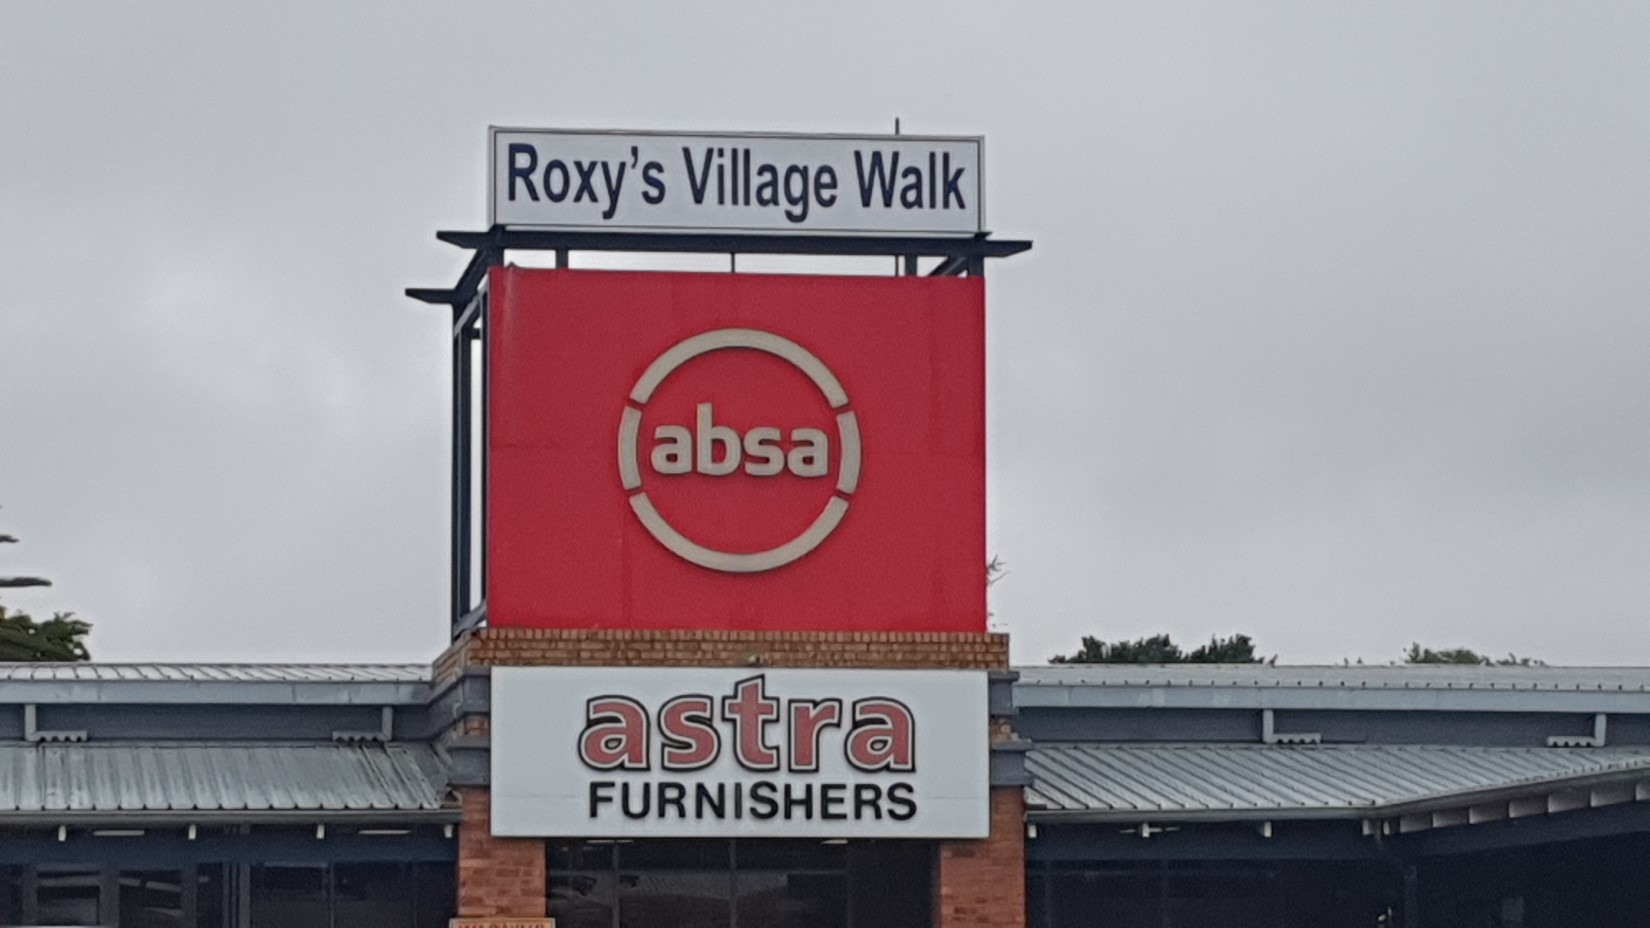 Roxy's Village Walk
absa
astra
FURNISHERS